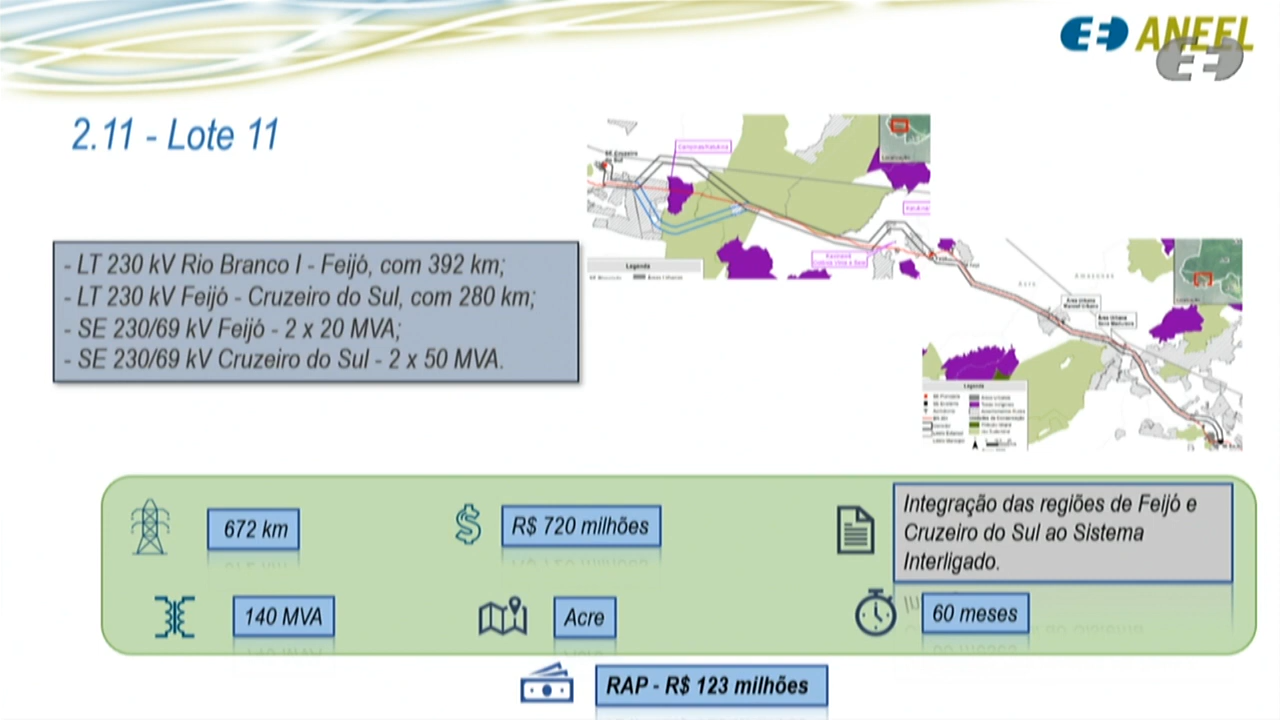 ANEEL
2.11 - Lote 11
- LT 230 kV Rio Branco I - Feijó, com 392 km;
- LT 230 kV Feijó - Cruzeiro do Sul, com 280 km;
- SE 230/69 kV Feijó - 2 x 20 MVA;
- SE 230/69 kV Cruzeiro do Sul - 2 x 50 MVA.
Legenda
Legenda
672 km
R$ 720 milhões
Integração das regiões de Feijó e
Cruzeiro do Sul ao Sistema
Interligado.
140 MVA
Acre
60 meses
RAP - R$ 123 milhões